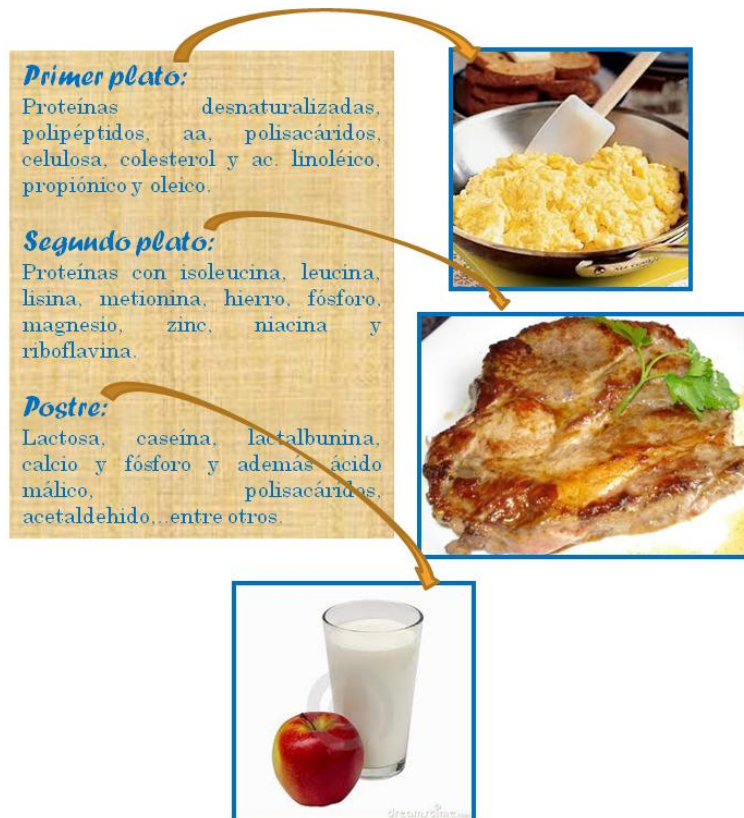 Primer plato:
Proteínas desnaturalizadas,
polipéptidos, aa, polisacáridos,
celulosa, colesterol y ac. linoléico,
propiónico y oleico.
Segundo plato:
Proteínas con isoleucina, leucina,
lisina, metionina, hierro, fósforo,
magnesio, zinc, niacina y
riboflavina.
Postre:
Lactosa, caseína, lactalbunina,
calcio y fósforo y además ácido
málico, polisacáridos,
acetaldehido,..entre otros.
dreamstime